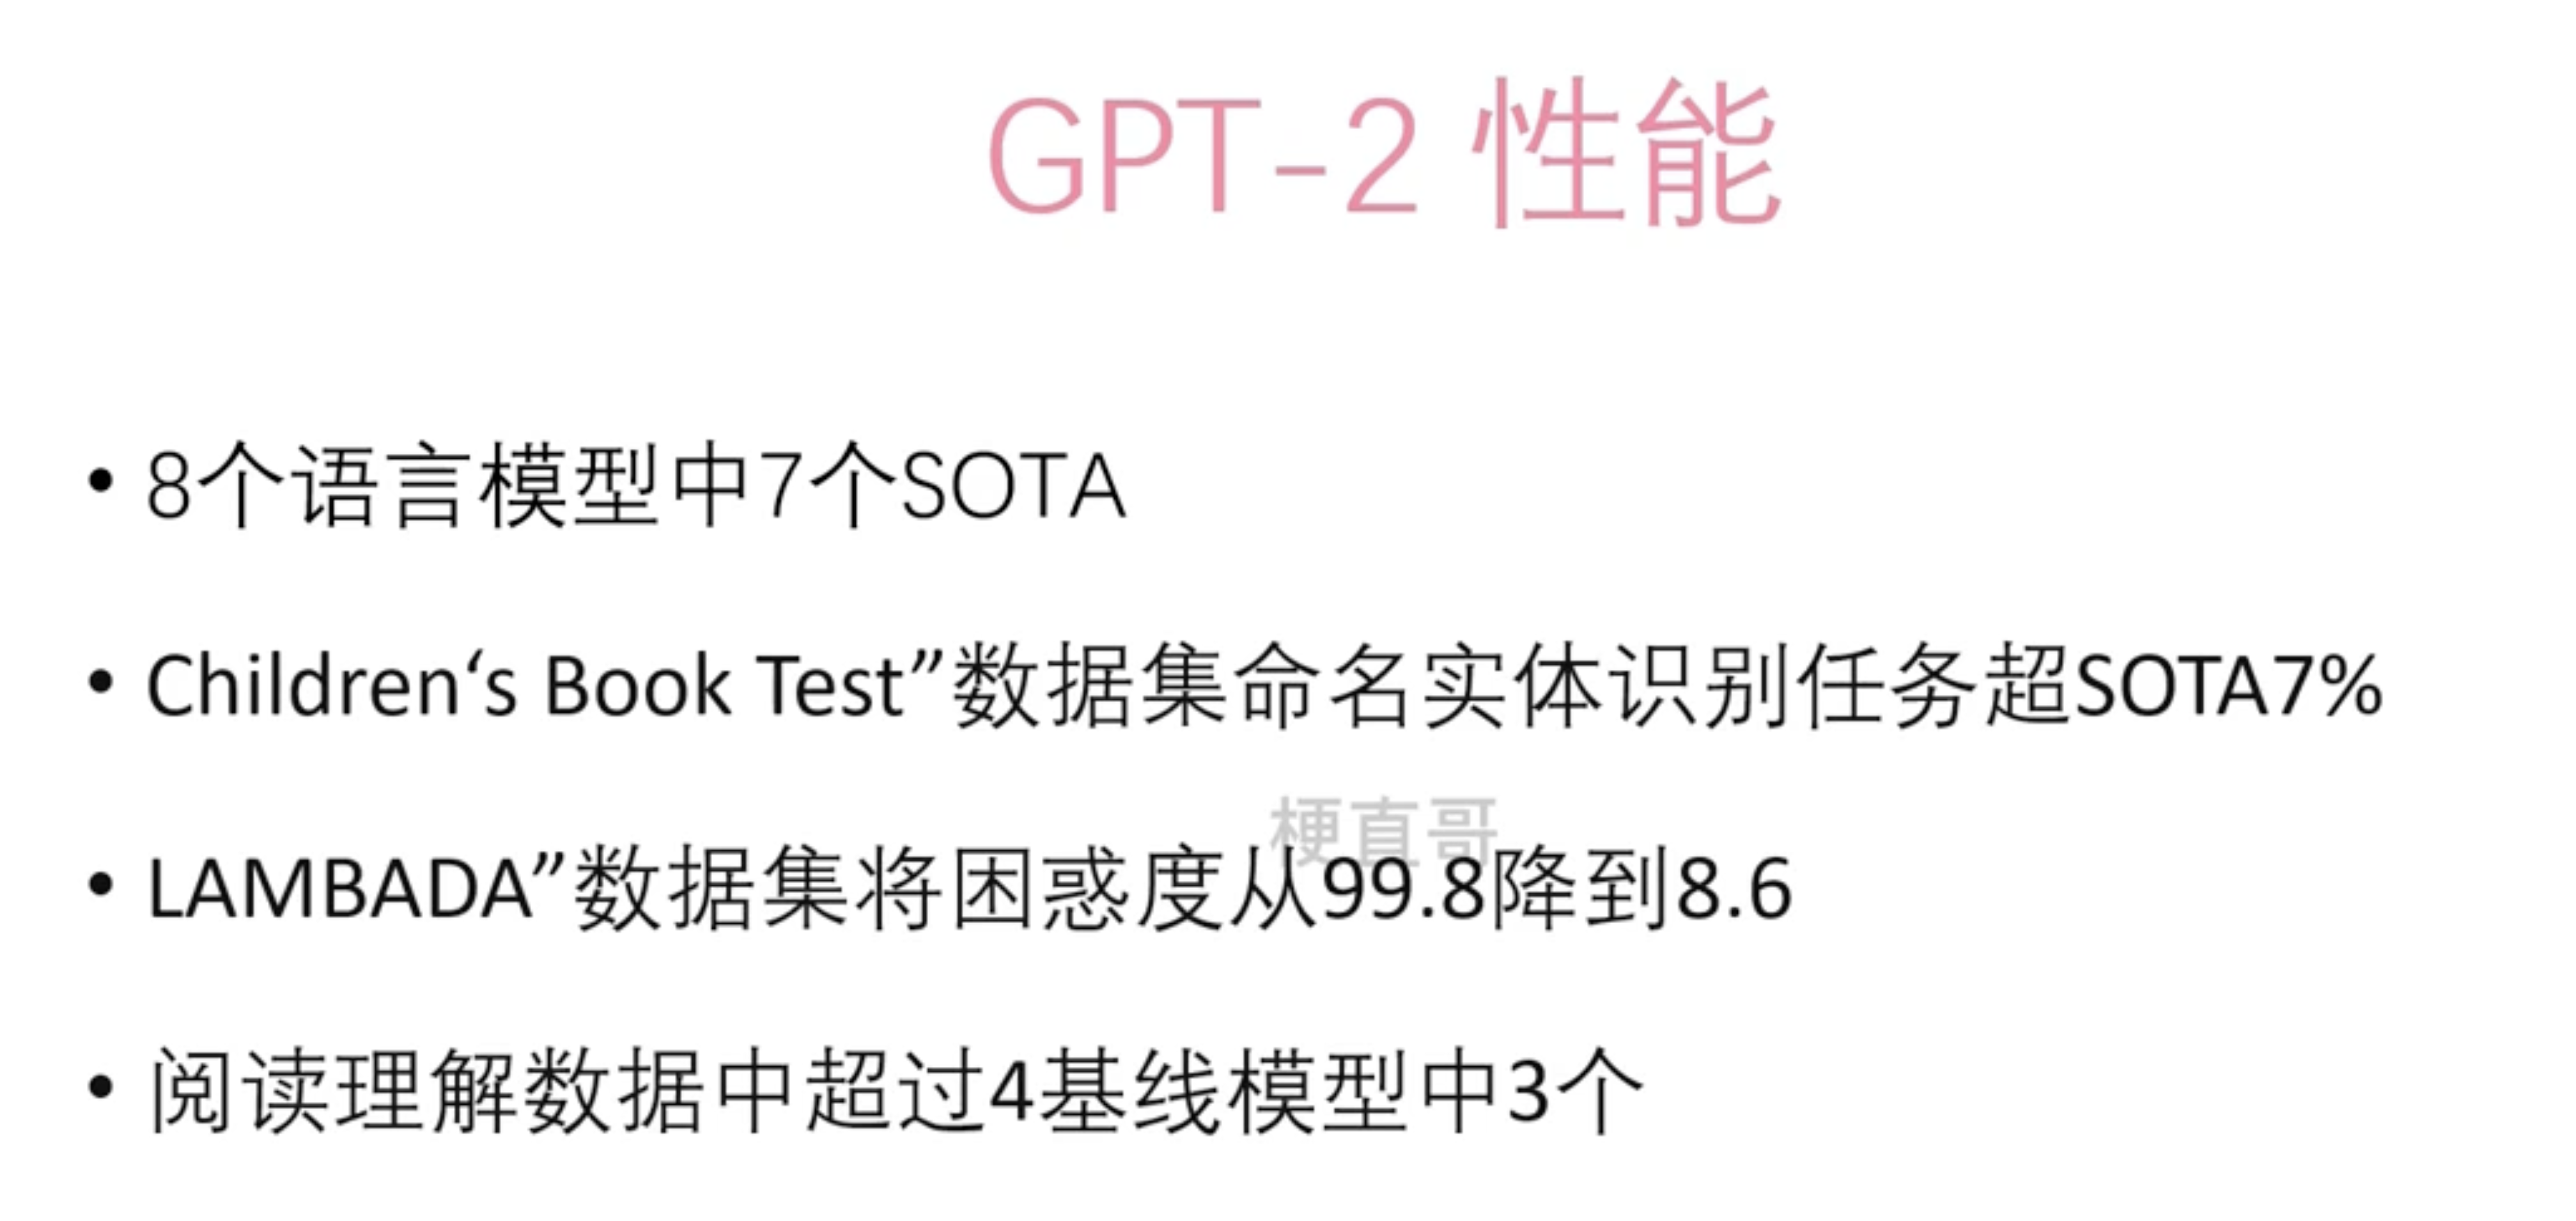 GPT-2 性能
• 8个语言模型中7个SOTA
• Children‘s Book Test”数据集命名实体识别任务超SOTA7%
梗直哥
• LAMBADA”数据集将困惑度从99.8降到8.6
• 阅读理解数据中超过4基线模型中3个